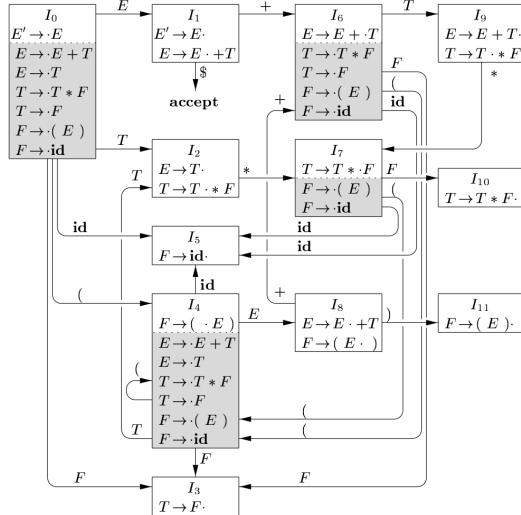 I₀
E′ → ·E
E → ·E + T
E → ·T
T → ·T * F
T → ·F
F → ·( E )
F → ·id
E
I₁
E′ → E·
E → E · +T
$
accept
+
I₆
E → E + ·T
T → ·T * F
T → ·F
F → ·( E )
F → ·id
T
I₉
E → E + T·
T → T · * F
*
F
(
id
+
T
I₂
E → T·
T → T · * F
T
*
I₇
T → T * ·F
F → ·( E )
F → ·id
F
(
I₁₀
T → T * F·
id
I₅
F → id·
id
id
id
(
I₄
F → ( · E )
E → ·E + T
E → ·T
T → ·T * F
T → ·F
F → ·( E )
F → ·id
(
T
E
+
I₈
E → E · +T
F → ( E · )
)
I₁₁
F → ( E )·
(
(
F
F
I₃
T → F·
F